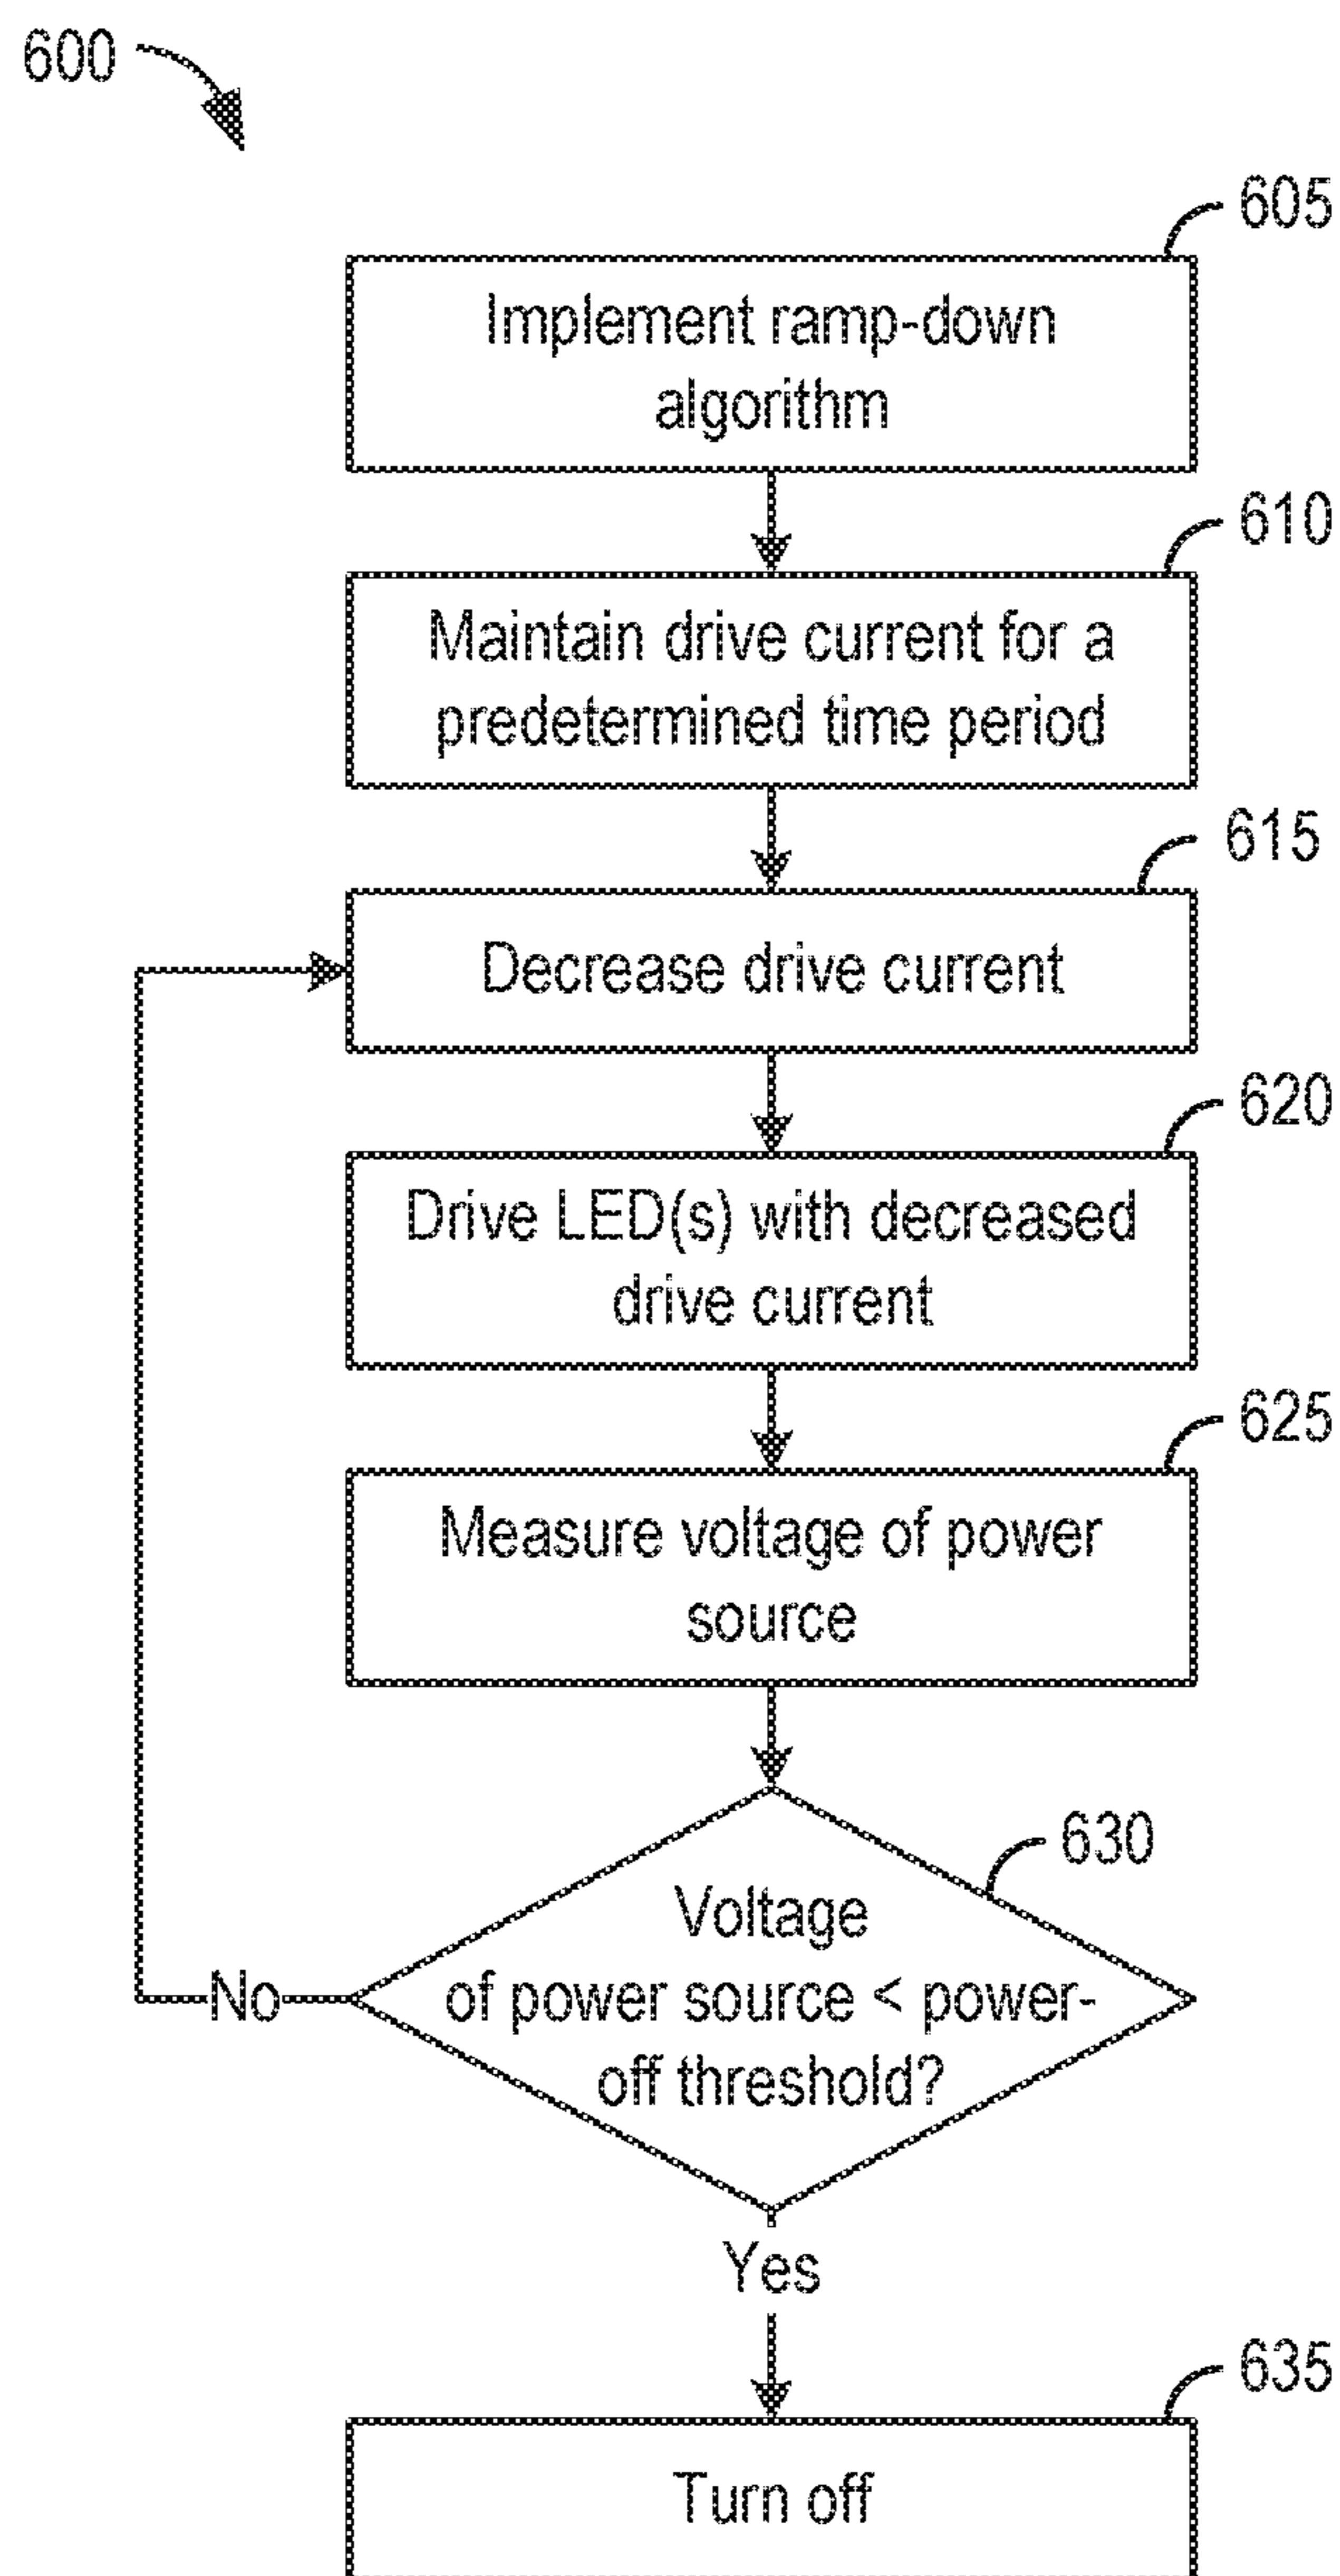 600
605
Implement ramp-down
algorithm
610
Maintain drive current for a
predetermined time period
615
Decrease drive current
620
Drive LED(s) with decreased
drive current
625
Measure voltage of power
source
630
Voltage
of power source < power-
off threshold?
No
Yes
635
Turn off